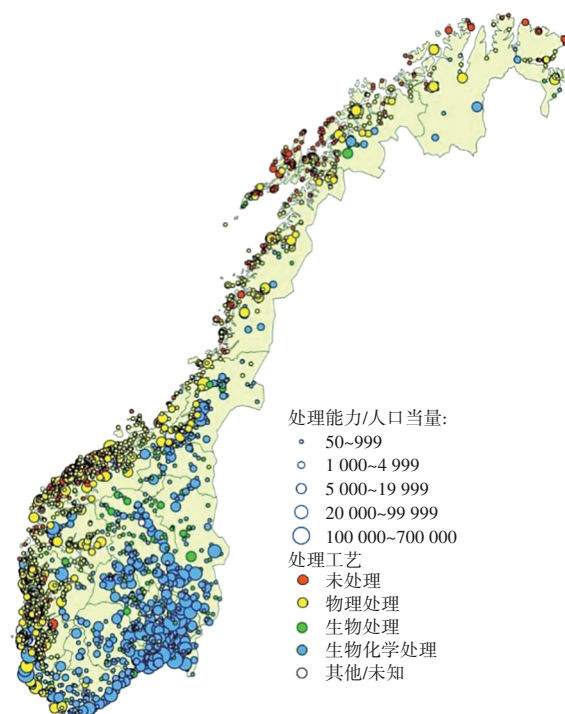 处理能力/人口当量:
50~999
1 000~4 999
5 000~19 999
20 000~99 999
100 000~700 000
处理工艺
未处理
物理处理
生物处理
生物化学处理
其他/未知